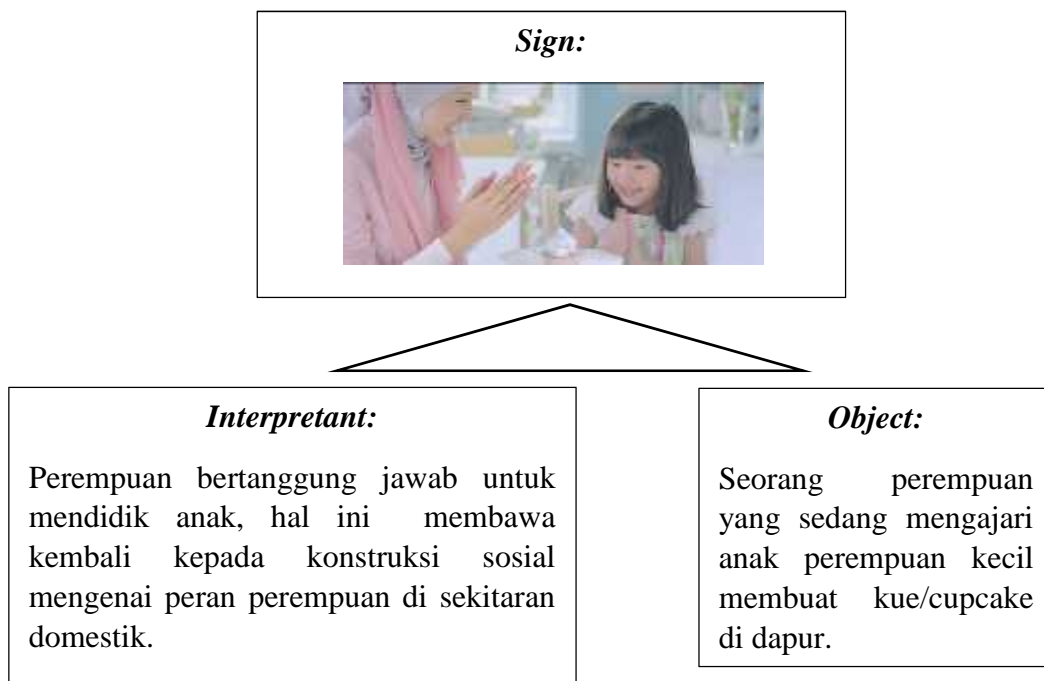 Sign:
Interpretant:
Perempuan bertanggung jawab untuk
mendidik anak, hal ini membawa
kembali kepada konstruksi sosial
mengenai peran perempuan di sekitaran
domestik.
Object:
Seorang perempuan
yang sedang mengajari
anak perempuan kecil
membuat kue/cupcake
di dapur.